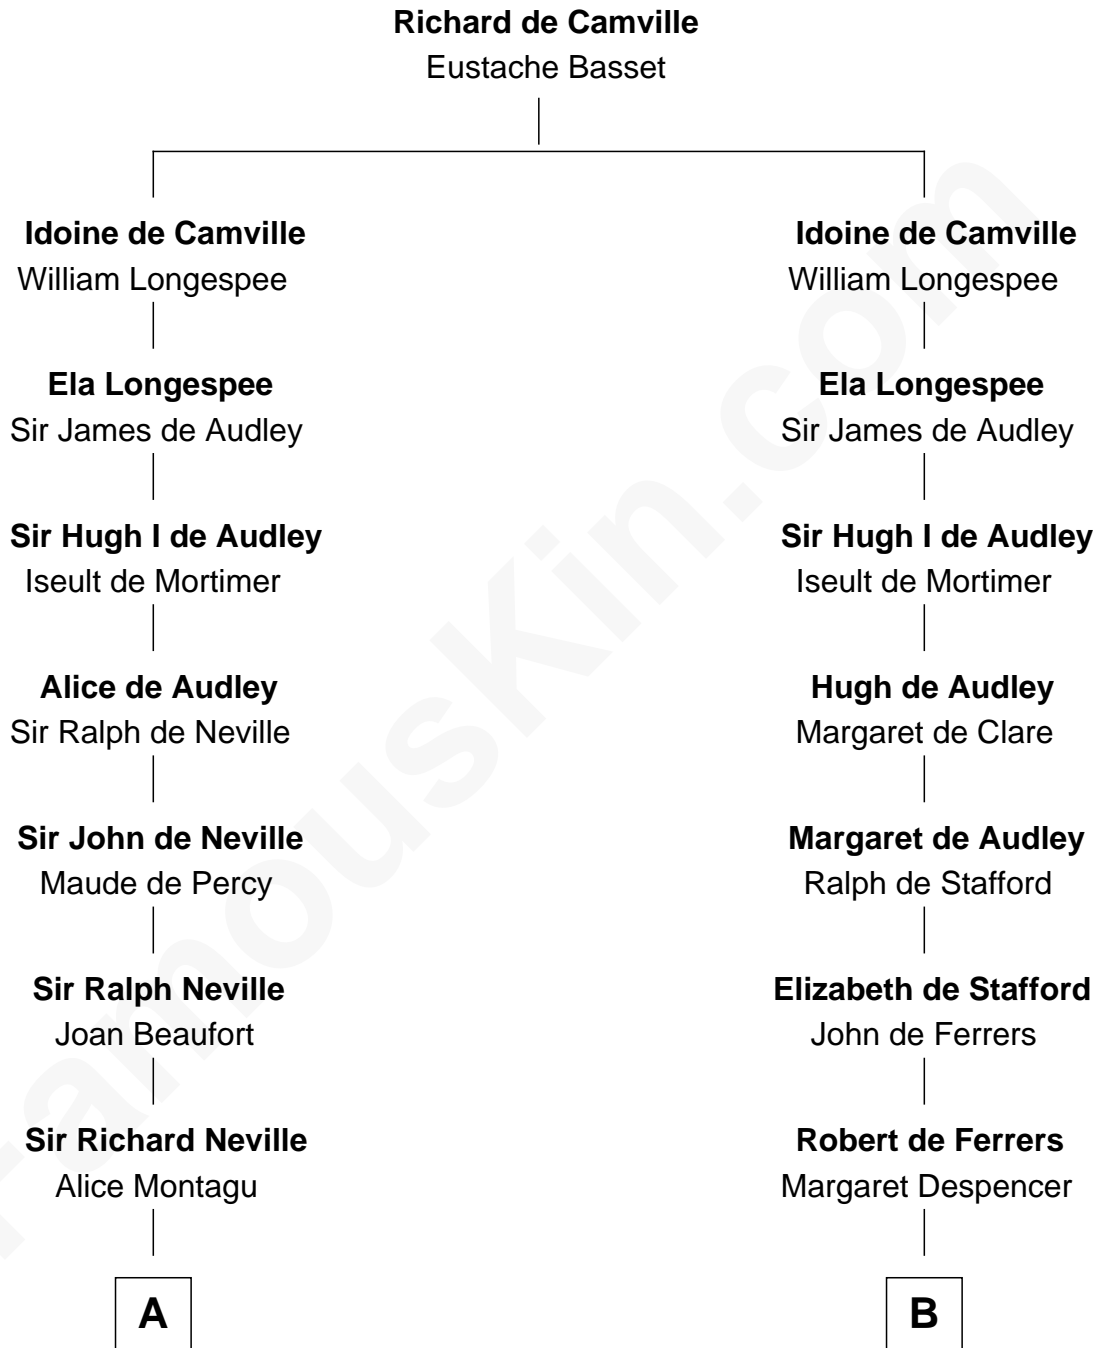 Richard de Camville
Eustache Basset
Idoine de Camville
William Longespee
Ela Longespee
Sir James de Audley
Sir Hugh I de Audley
Iseult de Mortimer
Alice de Audley
Sir Ralph de Neville
Sir John de Neville
Maude de Percy
Sir Ralph Neville
Joan Beaufort
Sir Richard Neville
Alice Montagu
A
Idoine de Camville
William Longespee
Ela Longespee
Sir James de Audley
Sir Hugh I de Audley
Iseult de Mortimer
Hugh de Audley
Margaret de Clare
Margaret de Audley
Ralph de Stafford
Elizabeth de Stafford
John de Ferrers
Robert de Ferrers
Margaret Despencer
B
FamousKin.com